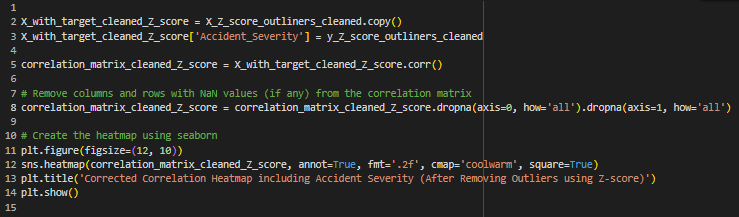 1
2 X_with_target_cleaned_Z_score = X_Z_score_outliners_cleaned.copy()
3 X_with_target_cleaned_Z_score['Accident_Severity'] = y_Z_score_outliners_cleaned
4
5 correlation_matrix_cleaned_Z_score = X_with_target_cleaned_Z_score.corr()
6
7 # Remove columns and rows with NaN values (if any) from the correlation matrix
8 correlation_matrix_cleaned_Z_score = correlation_matrix_cleaned_Z_score.dropna(axis=0, how='all').dropna(axis=1, how='all')
9
10 # Create the heatmap using seaborn
11 plt.figure(figsize=(12, 10))
12 sns.heatmap(correlation_matrix_cleaned_Z_score, annot=True, fmt='.2f', cmap='coolwarm', square=True)
13 plt.title('Corrected Correlation Heatmap including Accident Severity (After Removing Outliers using Z-score)')
14 plt.show()
15